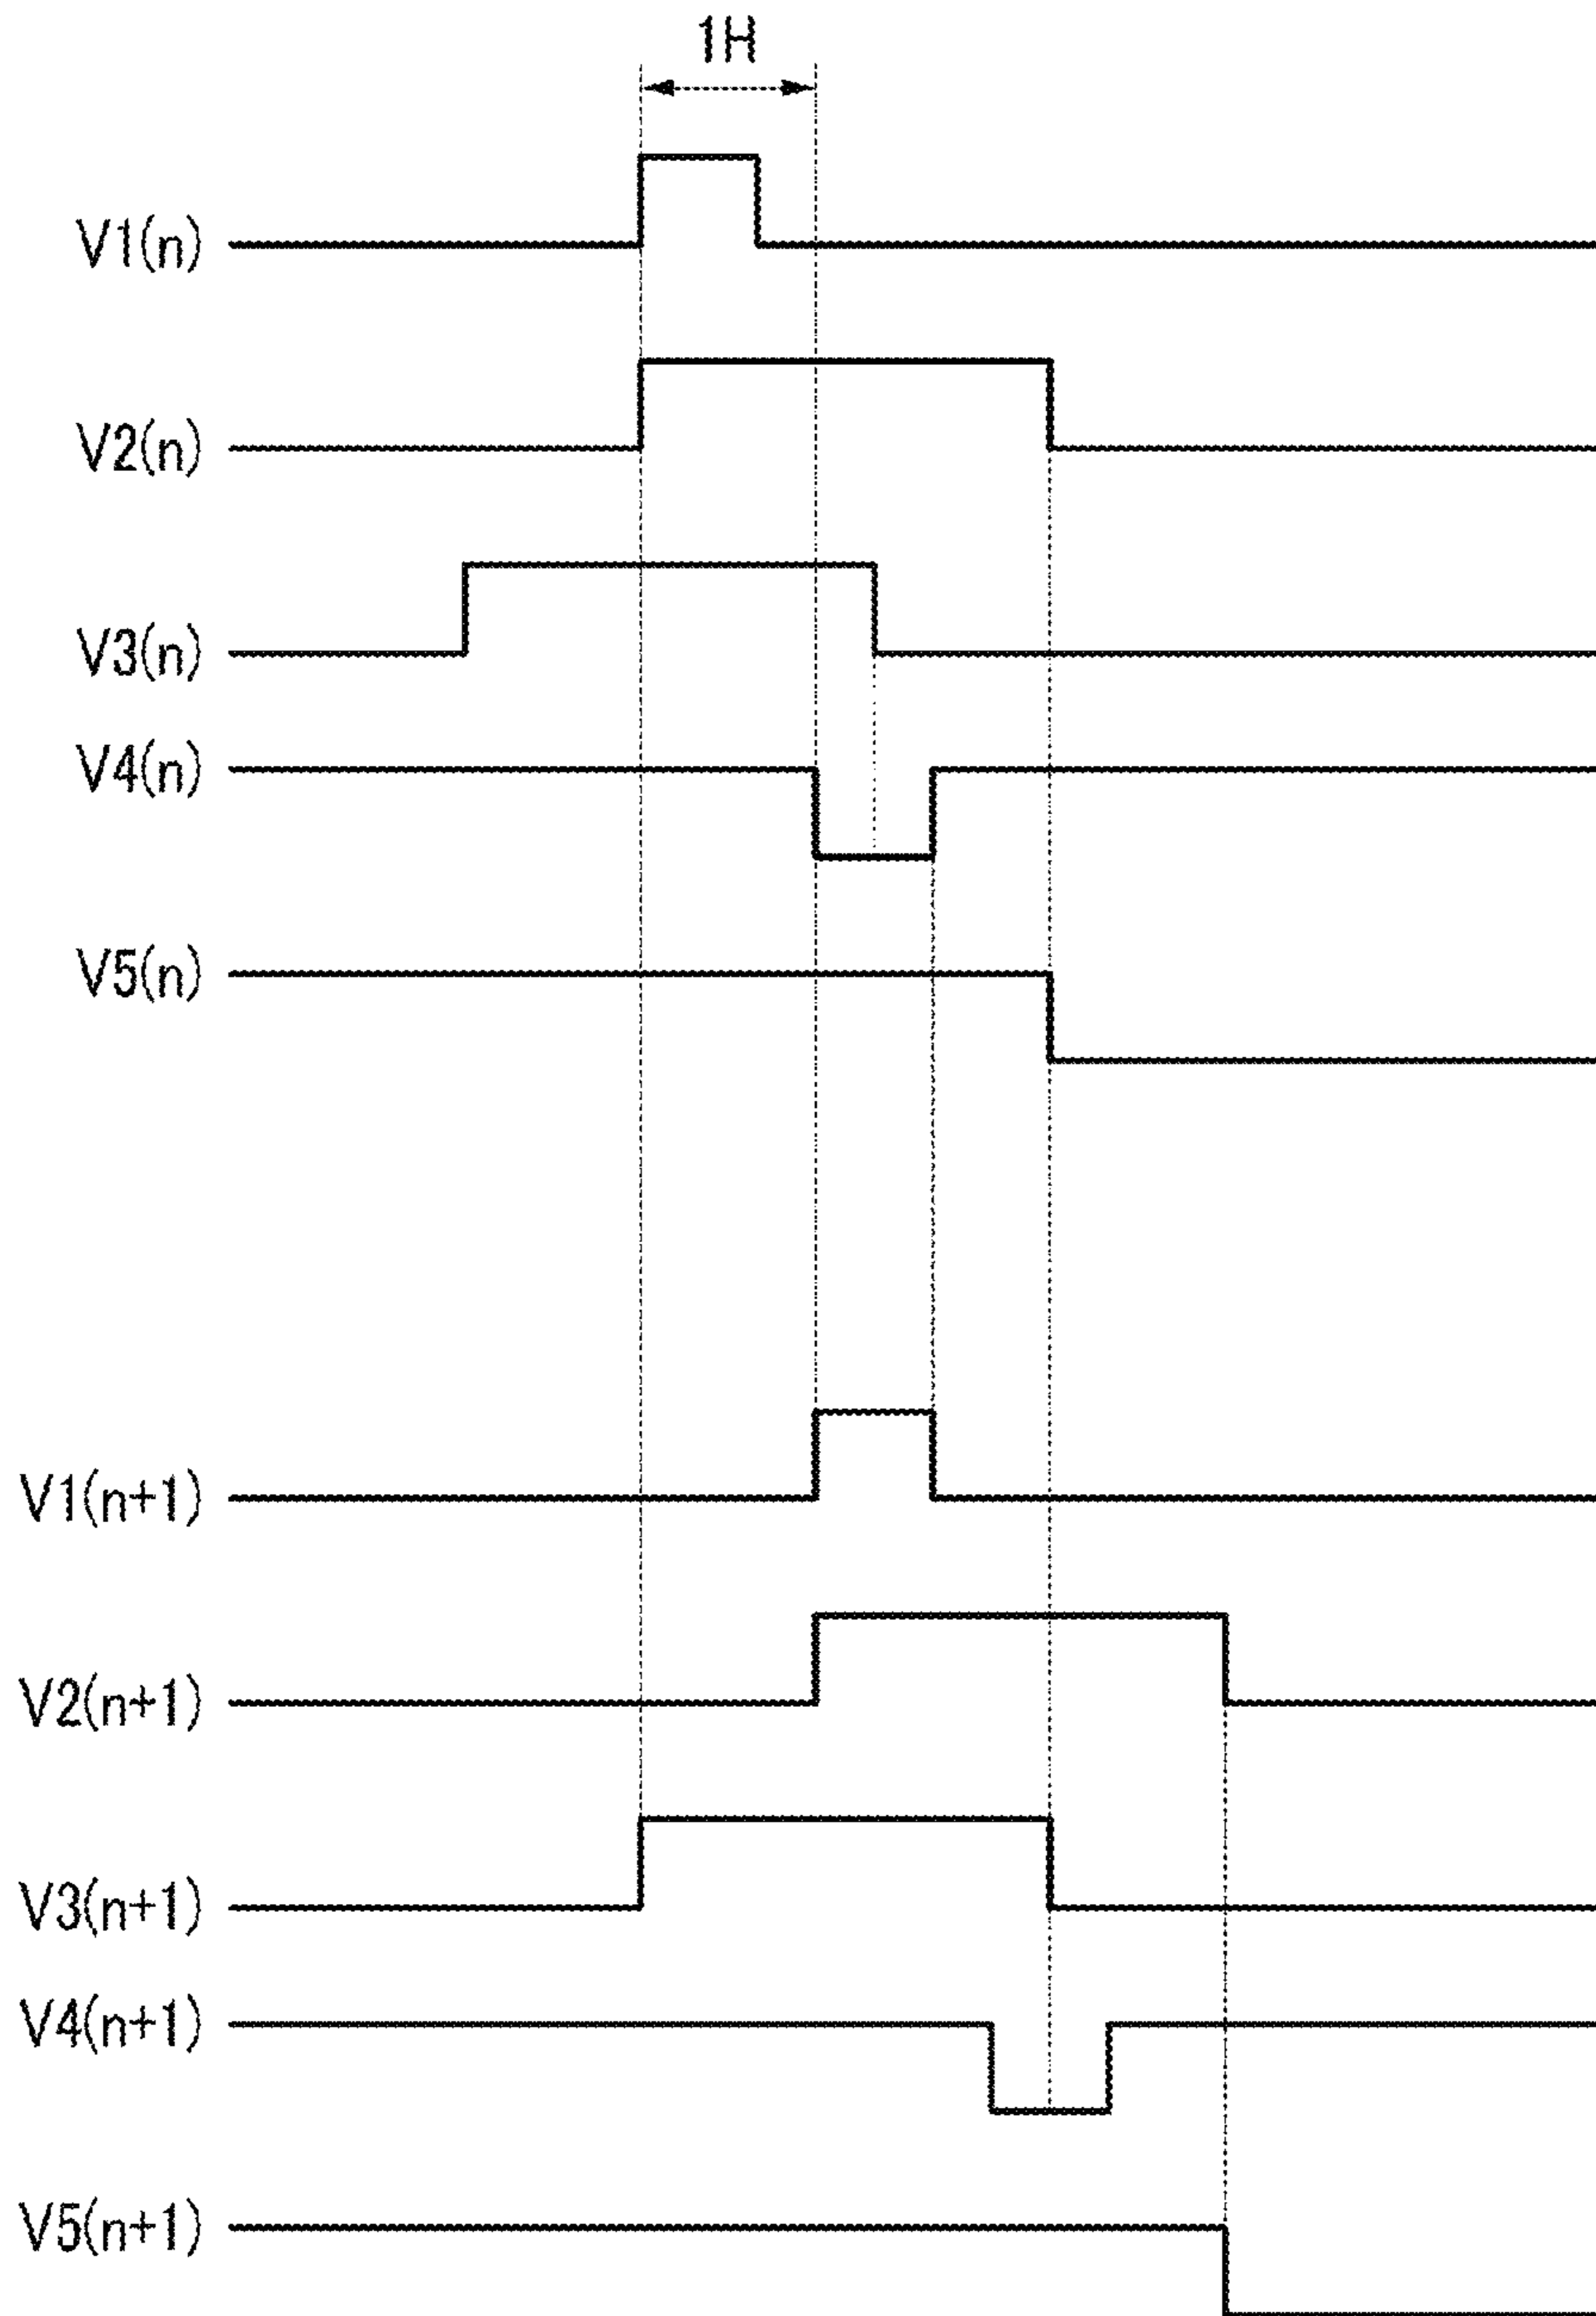 1H
V1(n)
V2(n)
V3(n)
V4(n)
V5(n)
V1(n+1)
V2(n+1)
V3(n+1)
V4(n+1)
V5(n+1)